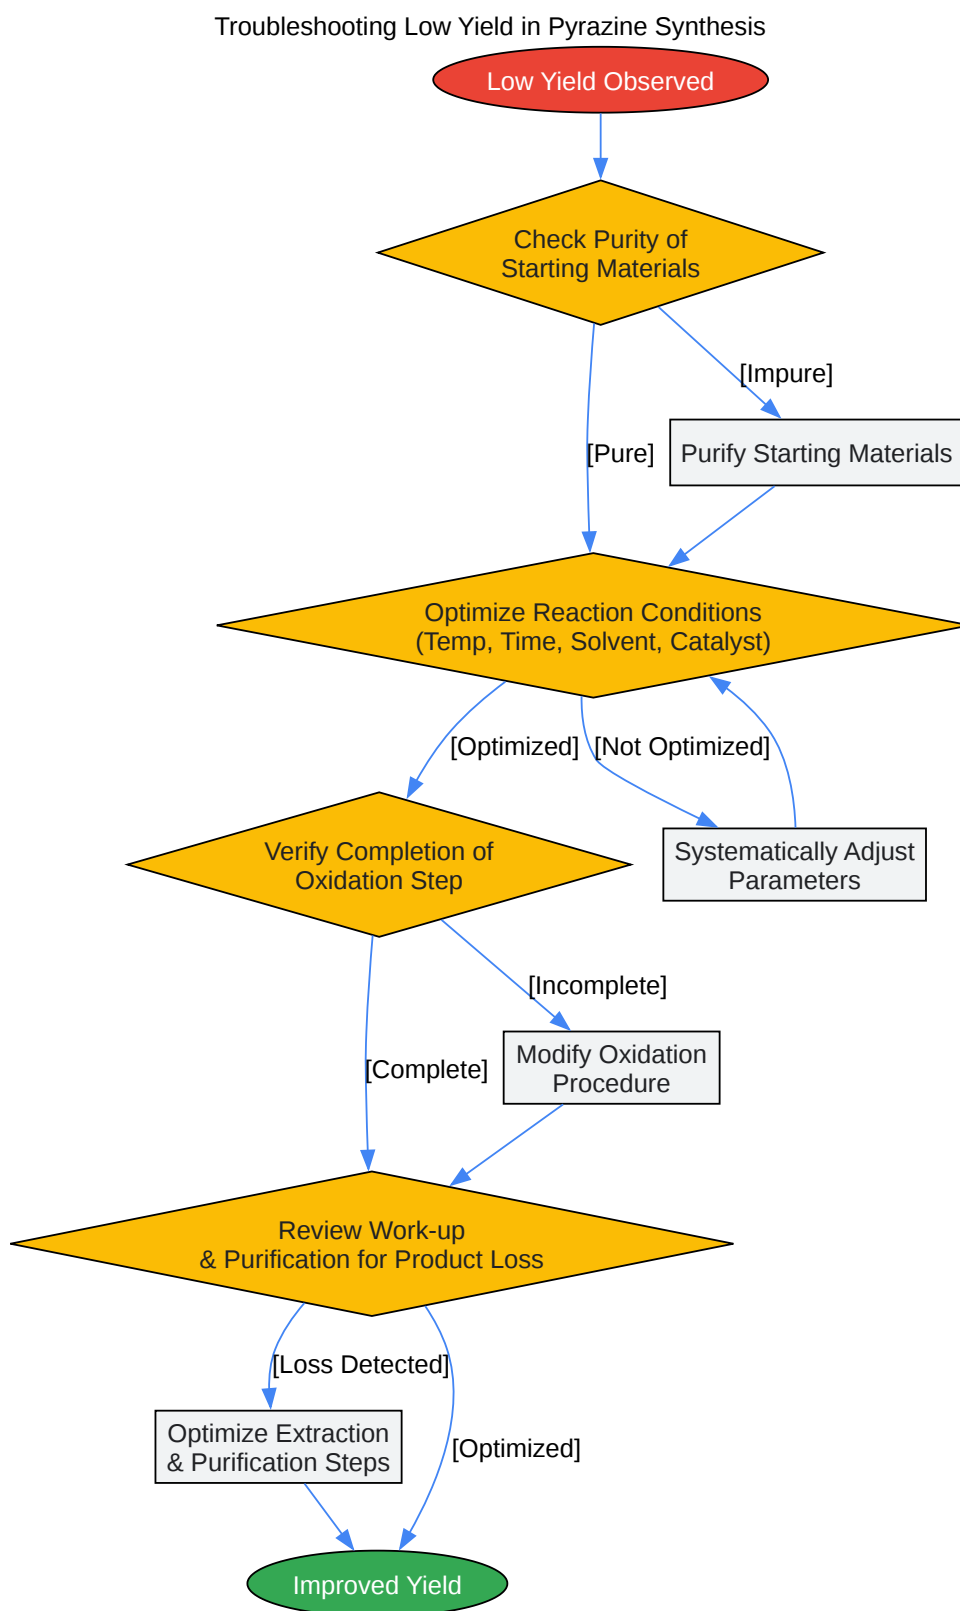 Troubleshooting Low Yield in Pyrazine Synthesis
Low Yield Observed
Check Purity of
Starting Materials
[Impure]
[Pure]
Purify Starting Materials
Optimize Reaction Conditions
(Temp, Time, Solvent, Catalyst)
[Optimized]
[Not Optimized]
Systematically Adjust
Parameters
Verify Completion of
Oxidation Step
[Incomplete]
[Complete]
Modify Oxidation
Procedure
Review Work-up
& Purification for Product Loss
[Loss Detected]
Optimize Extraction
& Purification Steps
[Optimized]
Improved Yield